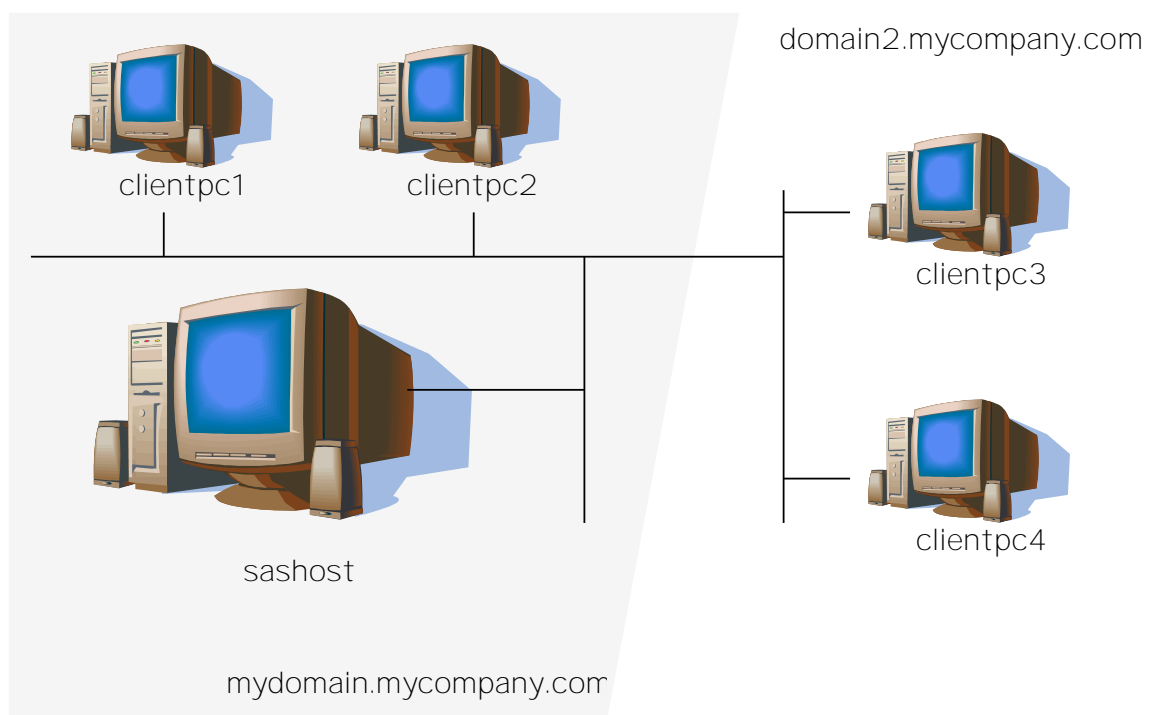 domain2.mycompany.com
clientpc1
clientpc2
clientpc3
clientpc4
sashost
mydomain.mycompany.com